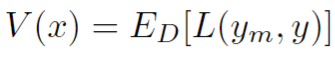 V(x) = E_D[L(y_m, y)]